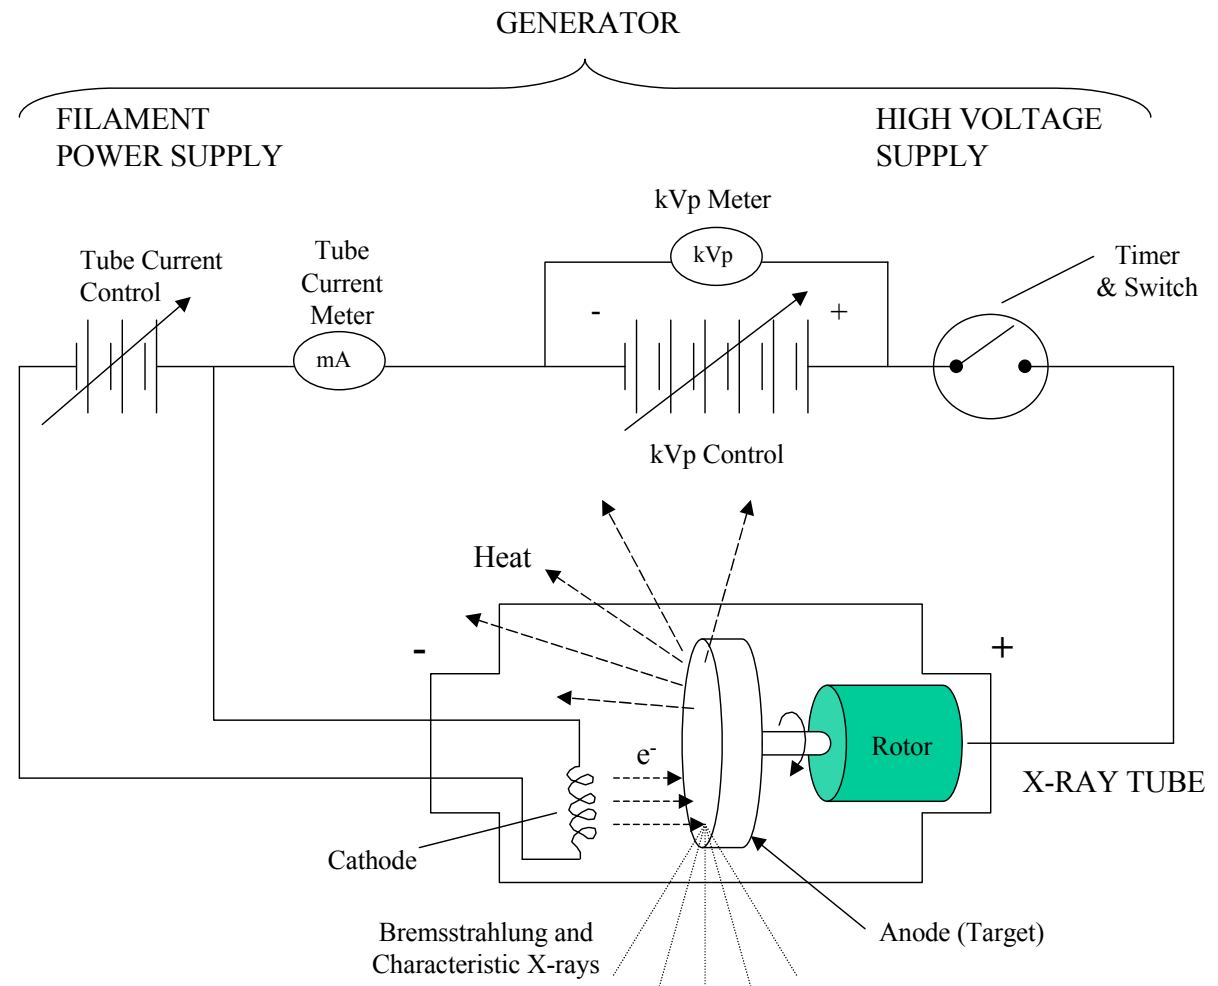 GENERATOR
FILAMENT
POWER SUPPLY
HIGH VOLTAGE
SUPPLY
kVp Meter
kVp
Tube Current
Control
Tube
Current
Meter
mA
-
+
Timer
& Switch
kVp Control
Heat
-
+
e-
Rotor
X-RAY TUBE
Cathode
Bremsstrahlung and
Characteristic X-rays
Anode (Target)